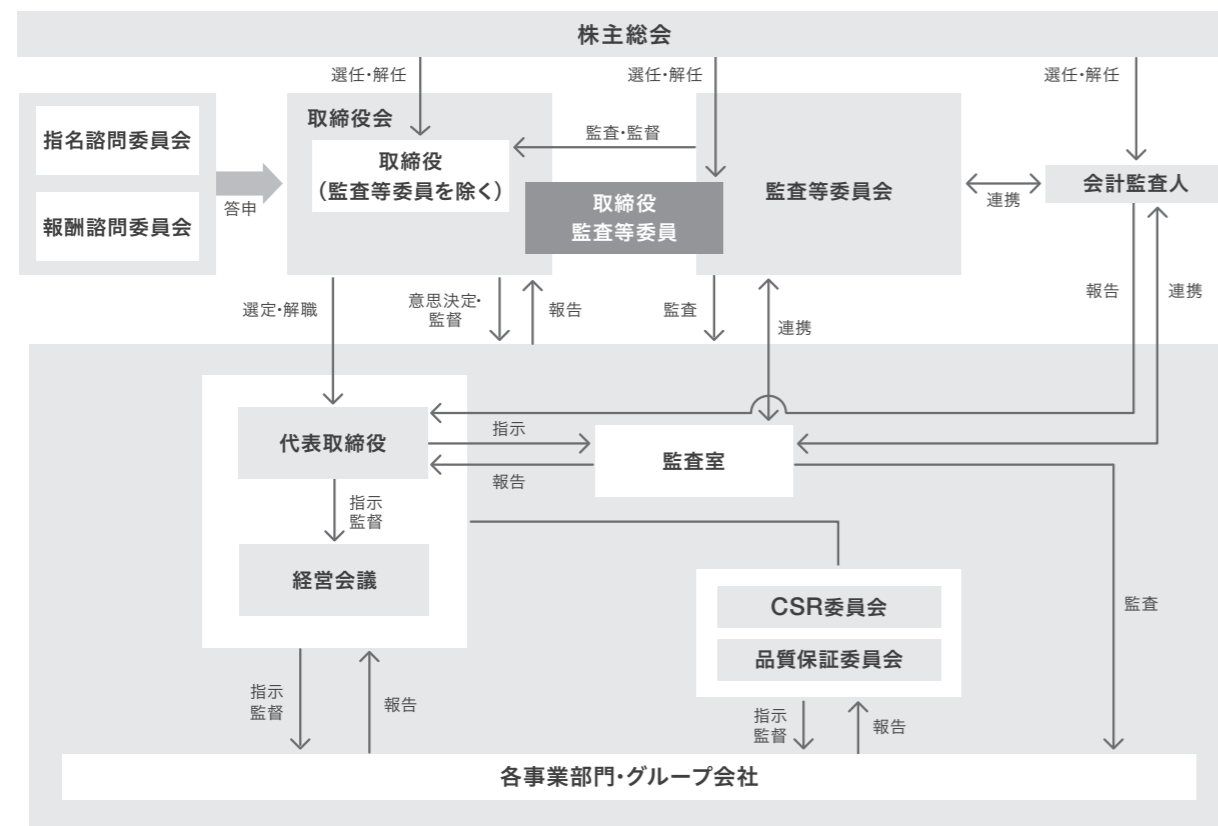 株主総会
選任・解任
選任・解任
選任・解任
指名諮問委員会
報酬諮問委員会
答申
取締役会
取締役
（監査等委員を除く）
監査・監督
取締役
監査等委員
監査等委員会
連携
会計監査人
選定・解職
意思決定・
監督
報告
監査
連携
報告
連携
代表取締役
指示
報告
監査室
指示
監督
経営会議
CSR委員会
品質保証委員会
監査
指示
監督
報告
指示
監督
報告
各事業部門・グループ会社